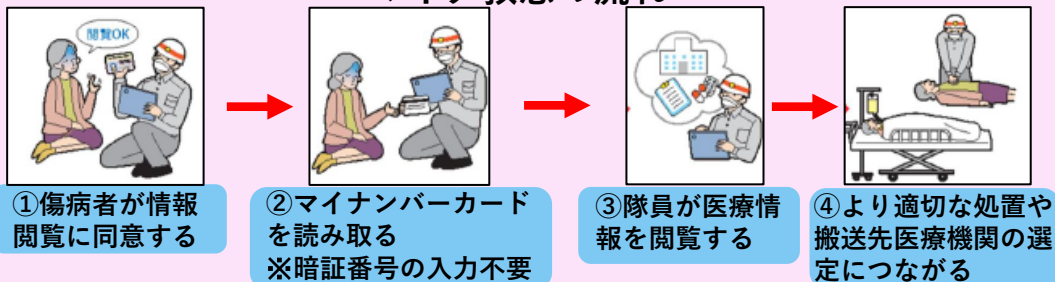 閲覧OK
①傷病者が情報
閲覧に同意する
②マイナンバーカード
を読み取る
※暗証番号の入力不要
③隊員が医療情
報を閲覧する
④より適切な処置や
搬送先医療機関の選
定につながる